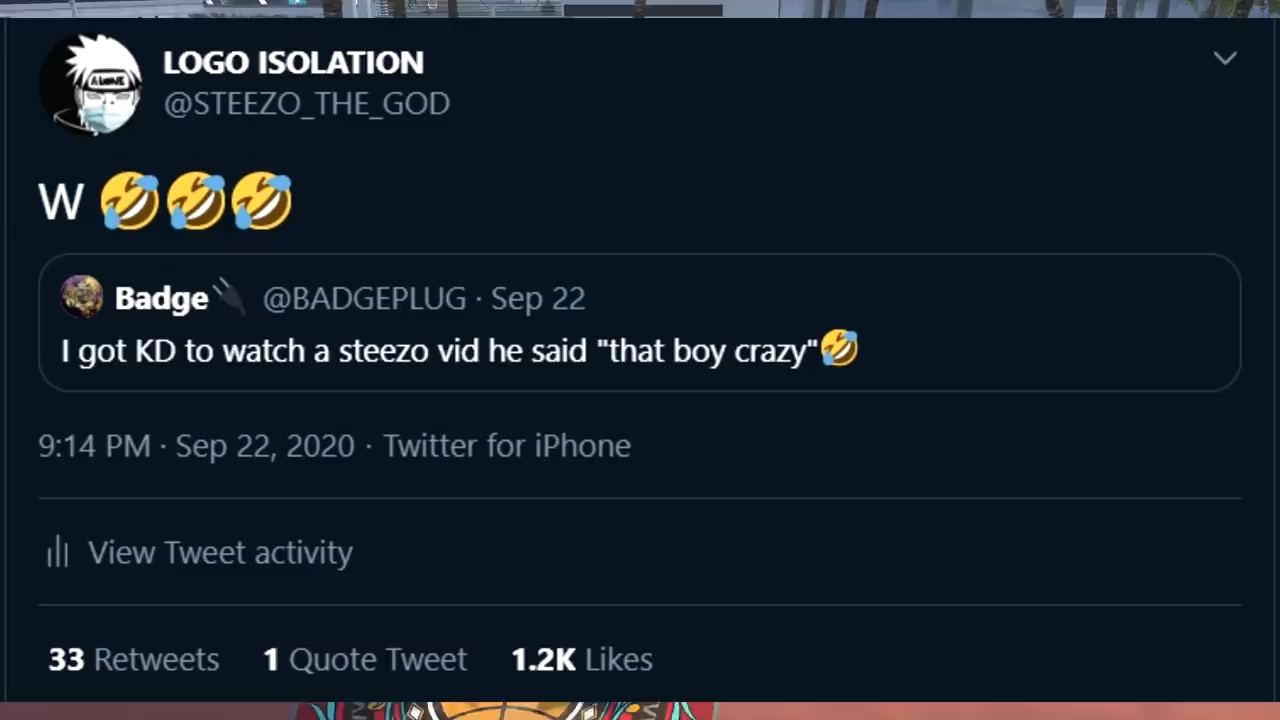 LOGO ISOLATION
@STEEZO_THE_GOD
W 🤣🤣🤣
Badge🔌 @BADGEPLUG · Sep 22
I got KD to watch a steezo vid he said "that boy crazy"🤣
9:14 PM · Sep 22, 2020 · Twitter for iPhone
View Tweet activity
33 Retweets 1 Quote Tweet 1.2K Likes